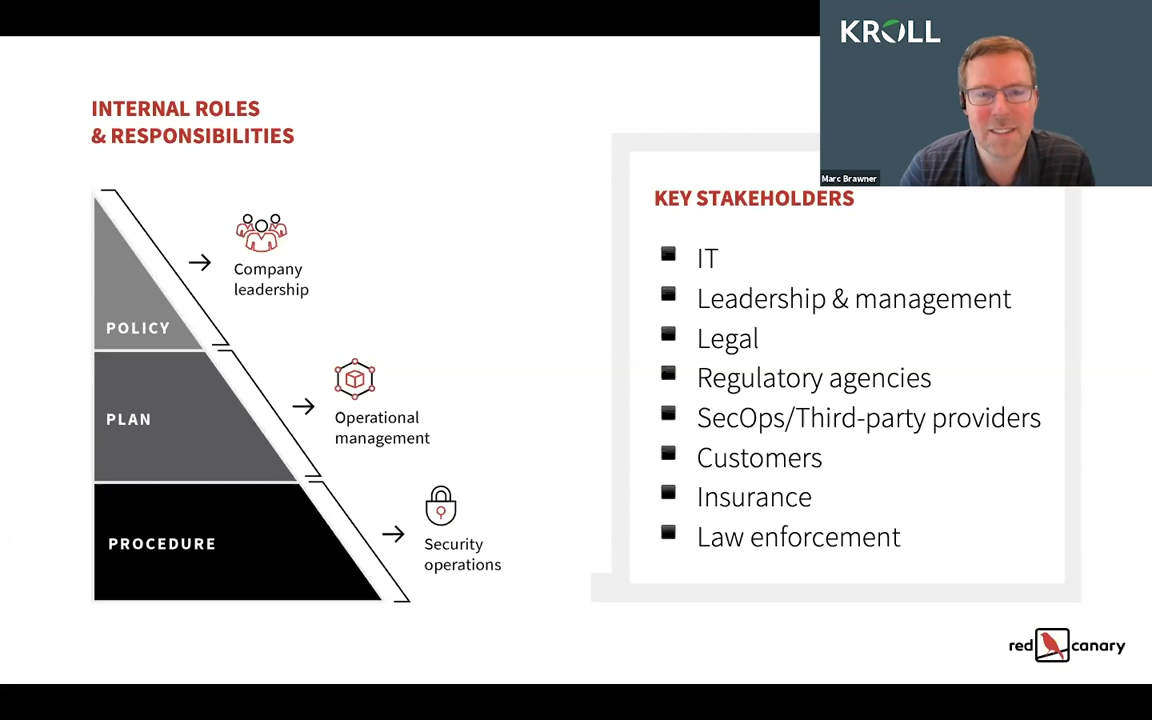 KROLL
Marc Brawner
INTERNAL ROLES
& RESPONSIBILITIES
POLICY
PLAN
PROCEDURE
Company
leadership
Operational
management
Security
operations
KEY STAKEHOLDERS
IT
Leadership & management
Legal
Regulatory agencies
SecOps/Third-party providers
Customers
Insurance
Law enforcement
red canary